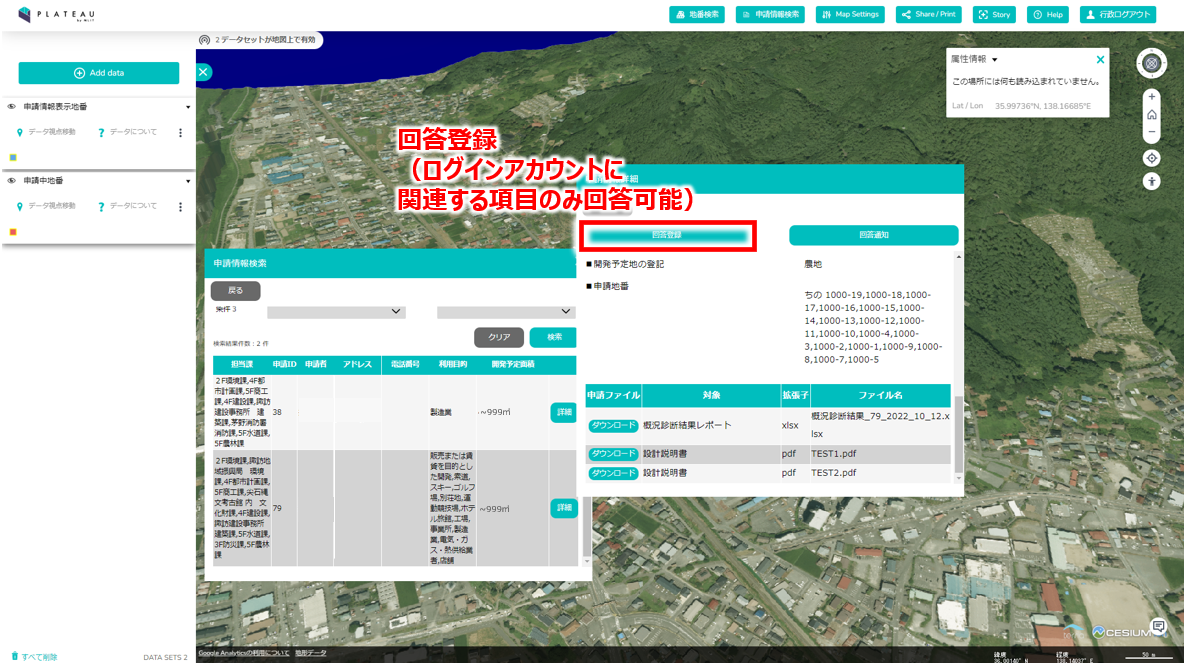 PLATEAU
by MLIT
地番検索
申請情報検索
Map Settings
Share / Print
Story
Help
行政ログアウト
2 データセットが地図上で有効
Add data
申請情報表示地番
データ視点移動
データについて
申請中地番
データ視点移動
データについて
すべて削除
DATA SETS 2
属性情報
この場所には何も読み込まれていません。
Lat / Lon 35.99736°N, 138.16685°E
回答登録
（ログインアカウントに
関連する項目のみ回答可能）
申請情報検索
戻る
条件 3
クリア
検索
検索結果件数：2 件
担当課 申請ID 申請者 アドレス 電話番号 利用目的 開発予定面積
2F環境課,4F都
市計画課,5F商工
課,4F建設課,諏訪
建設事務所 建
築課,茅野消防署
消防課,5F水道課,
5F農林課
38
製造業
~999㎡
詳細
2F環境課,諏訪地
域振興局 環境
課,4F都市計画課,
5F商工課,尖石縄
文考古館 内 文
化財課,4F建設課,
諏訪建設事務所
建築課,5F水道課,
3F防災課,5F農林
課
79
販売または賃
貸を目的とし
た開発,索道,
スキー,ゴルフ
場,別荘地,運
動競技場,ホテ
ル旅館,工場,
事業所,製造
業,電気・ガ
ス・熱供給業
者,店舗
~999㎡
詳細
詳細
回答登録
回答通知
■開発予定地の登記
農地
■申請地番
ちの 1000-19,1000-18,1000-
17,1000-16,1000-15,1000-
14,1000-13,1000-12,1000-
11,1000-10,1000-4,1000-
3,1000-2,1000-1,1000-9,1000-
8,1000-7,1000-5
申請ファイル 対象 拡張子 ファイル名
ダウンロード 概況診断結果レポート xlsx 概況診断結果_79_2022_10_12.x
lsx
ダウンロード 設計説明書 pdf TEST1.pdf
ダウンロード 設計説明書 pdf TEST2.pdf
Google Analyticsの利用について 地形データ
CESIUM
緯度
36.00140° N
経度
138.14037° E
50 m